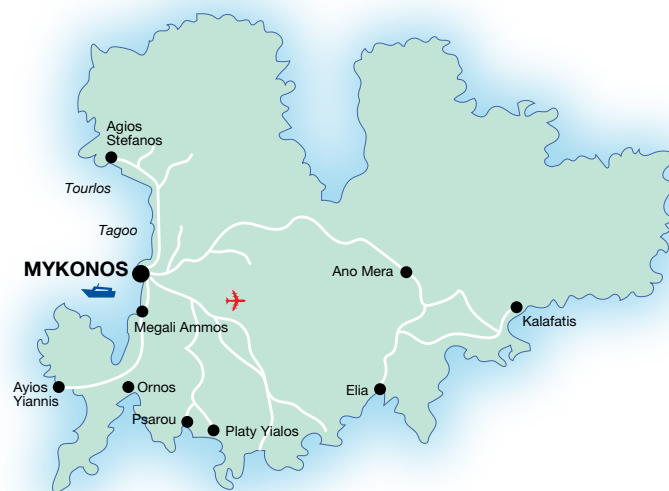 Agios
Stefanos
Tourlos
Tagoo
MYKONOS
Ano Mera
Megali Ammos
Kalafatis
Ayios
Yiannis
Ornos
Elia
Psarou
Platy Yialos